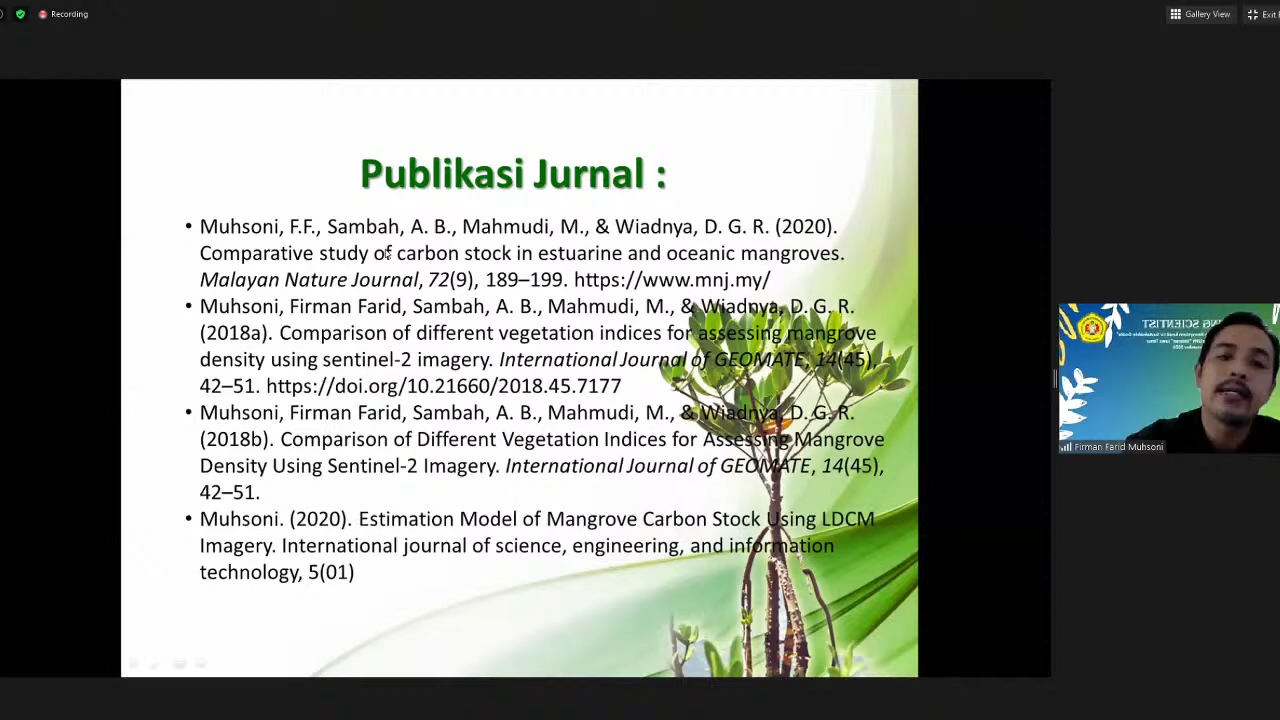 Recording
Gallery View
Exit
Publikasi Jurnal :
• Muhsoni, F.F., Sambah, A. B., Mahmudi, M., & Wiadnya, D. G. R. (2020).
Comparative study of carbon stock in estuarine and oceanic mangroves.
Malayan Nature Journal, 72(9), 189–199. https://www.mnj.my/
• Muhsoni, Firman Farid, Sambah, A. B., Mahmudi, M., & Wiadnya, D. G. R.
(2018a). Comparison of different vegetation indices for assessing mangrove
density using sentinel-2 imagery. International Journal of GEOMATE, 14(45),
42–51. https://doi.org/10.21660/2018.45.7177
• Muhsoni, Firman Farid, Sambah, A. B., Mahmudi, M., & Wiadnya, D. G. R.
(2018b). Comparison of Different Vegetation Indices for Assessing Mangrove
Density Using Sentinel-2 Imagery. International Journal of GEOMATE, 14(45),
42–51.
• Muhsoni. (2020). Estimation Model of Mangrove Carbon Stock Using LDCM
Imagery. International journal of science, engineering, and information
technology, 5(01)
NG SCIENTIST
Firman Farid Muhsoni